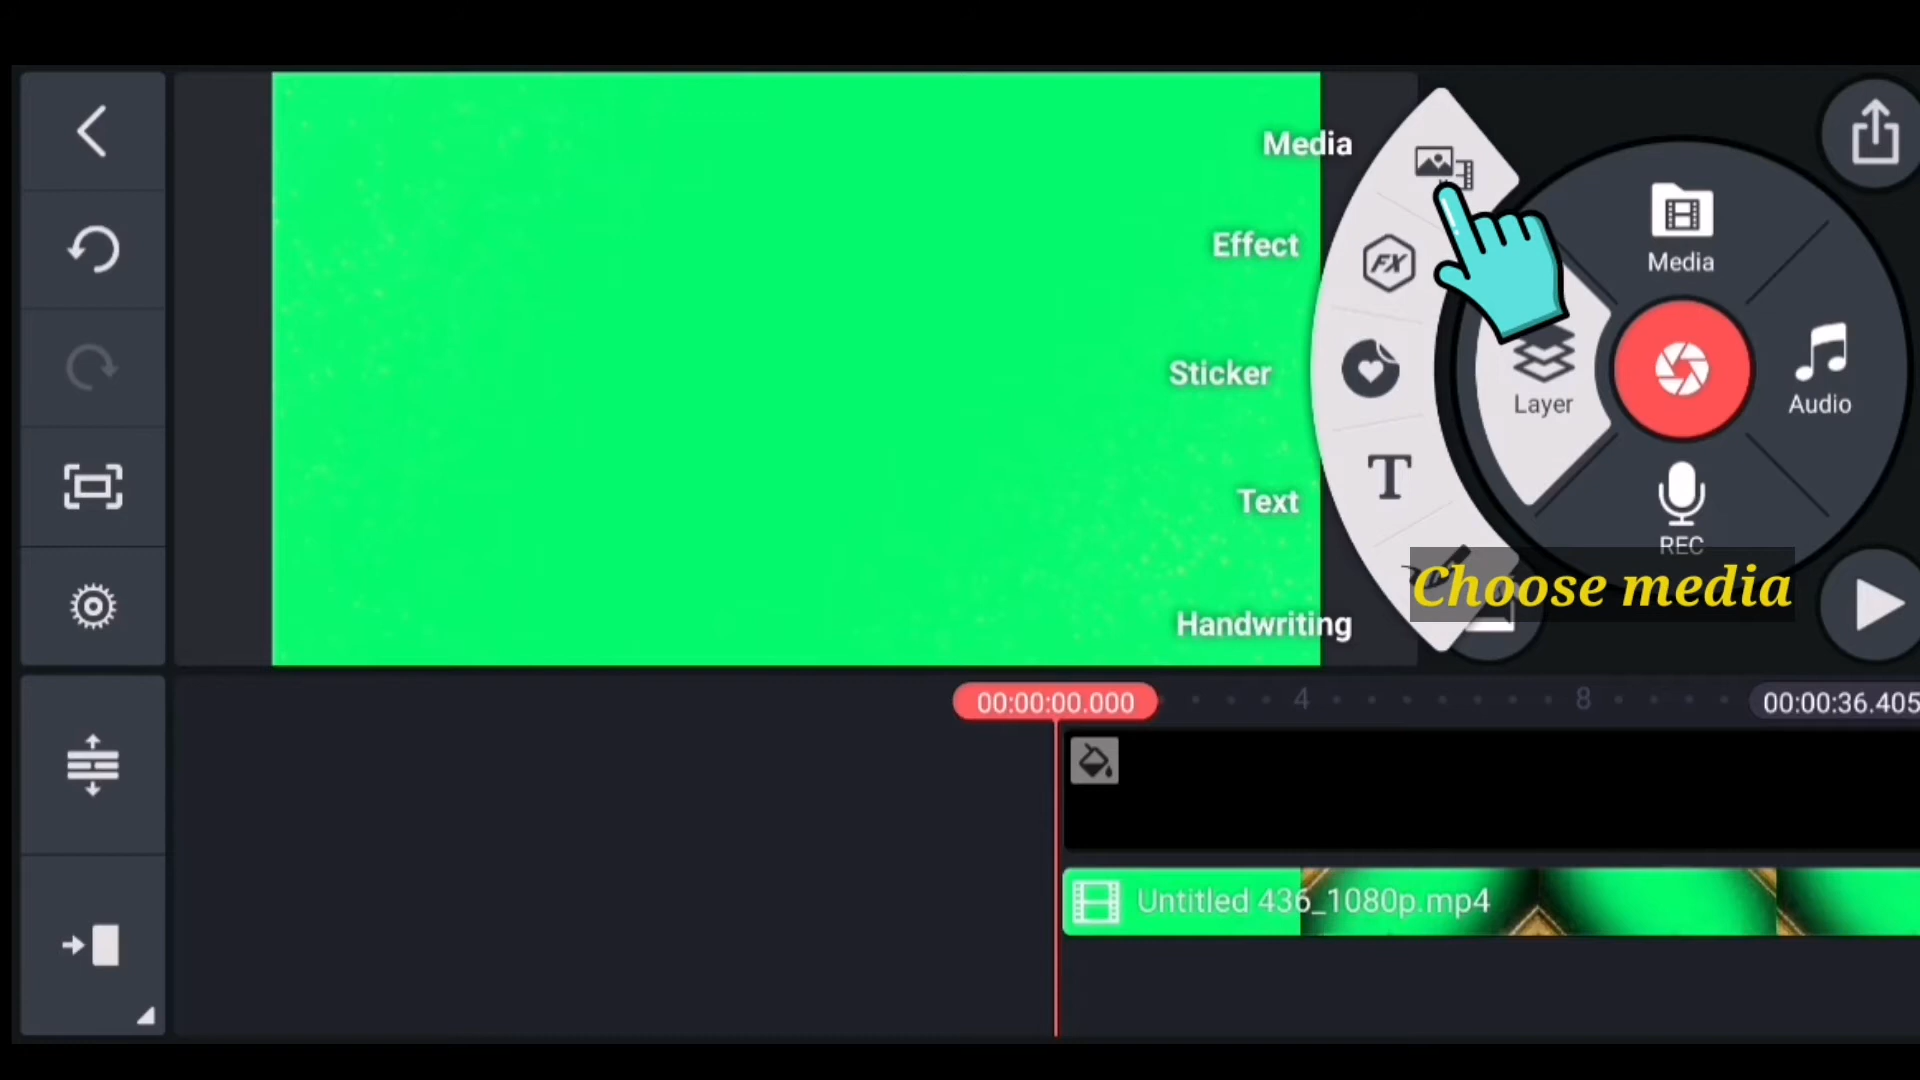 Media
Effect
Sticker
Text
Handwriting
FX
T
Media
Layer
Audio
REC
Choose media
00:00:00.000
4
8
00:00:36.405
Untitled 436_1080p.mp4